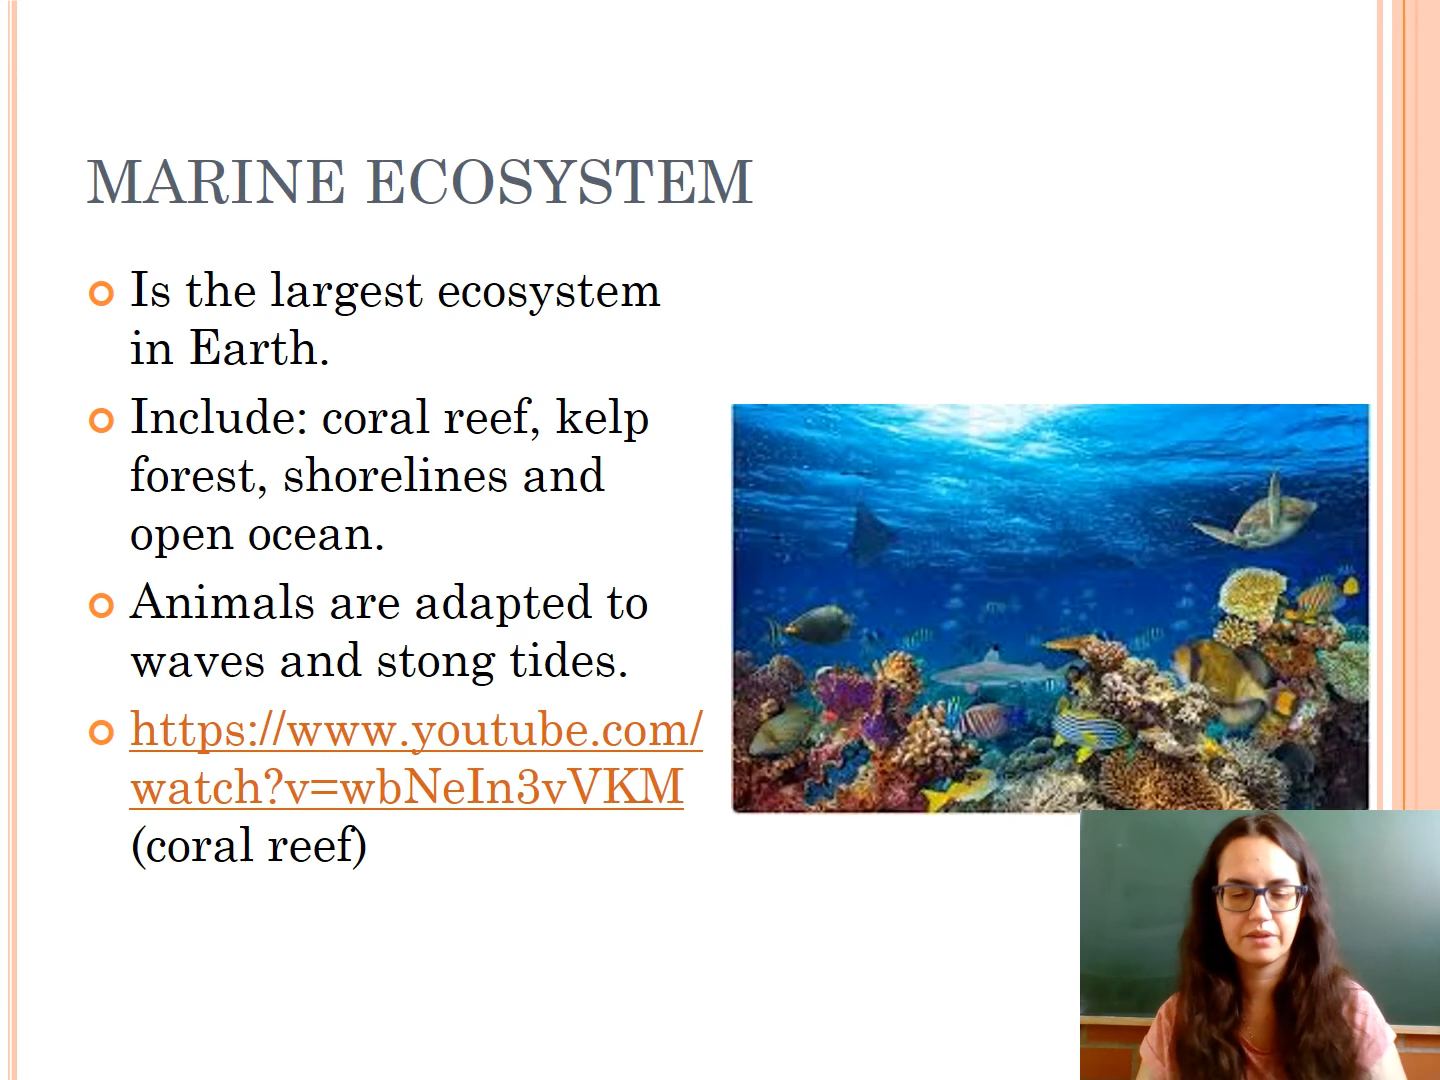 MARINE ECOSYSTEM
Is the largest ecosystem
in Earth.
Include: coral reef, kelp
forest, shorelines and
open ocean.
Animals are adapted to
waves and stong tides.
https://www.youtube.com/
watch?v=wbNeIn3vVKM
(coral reef)